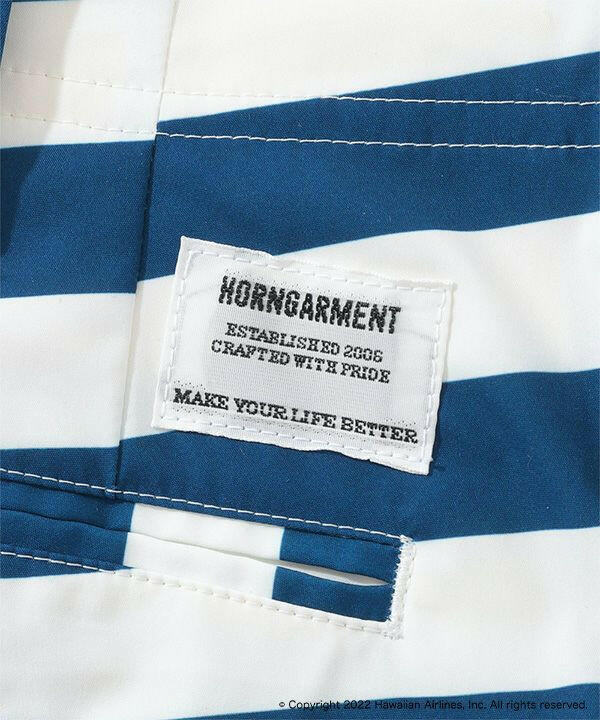 HORNGARMENT
ESTABLISHED 2006
CRAFTED WITH PRIDE
MAKE YOUR LIFE BETTER
© Copyright 2022 Hawaiian Airlines, Inc. All rights reserved.